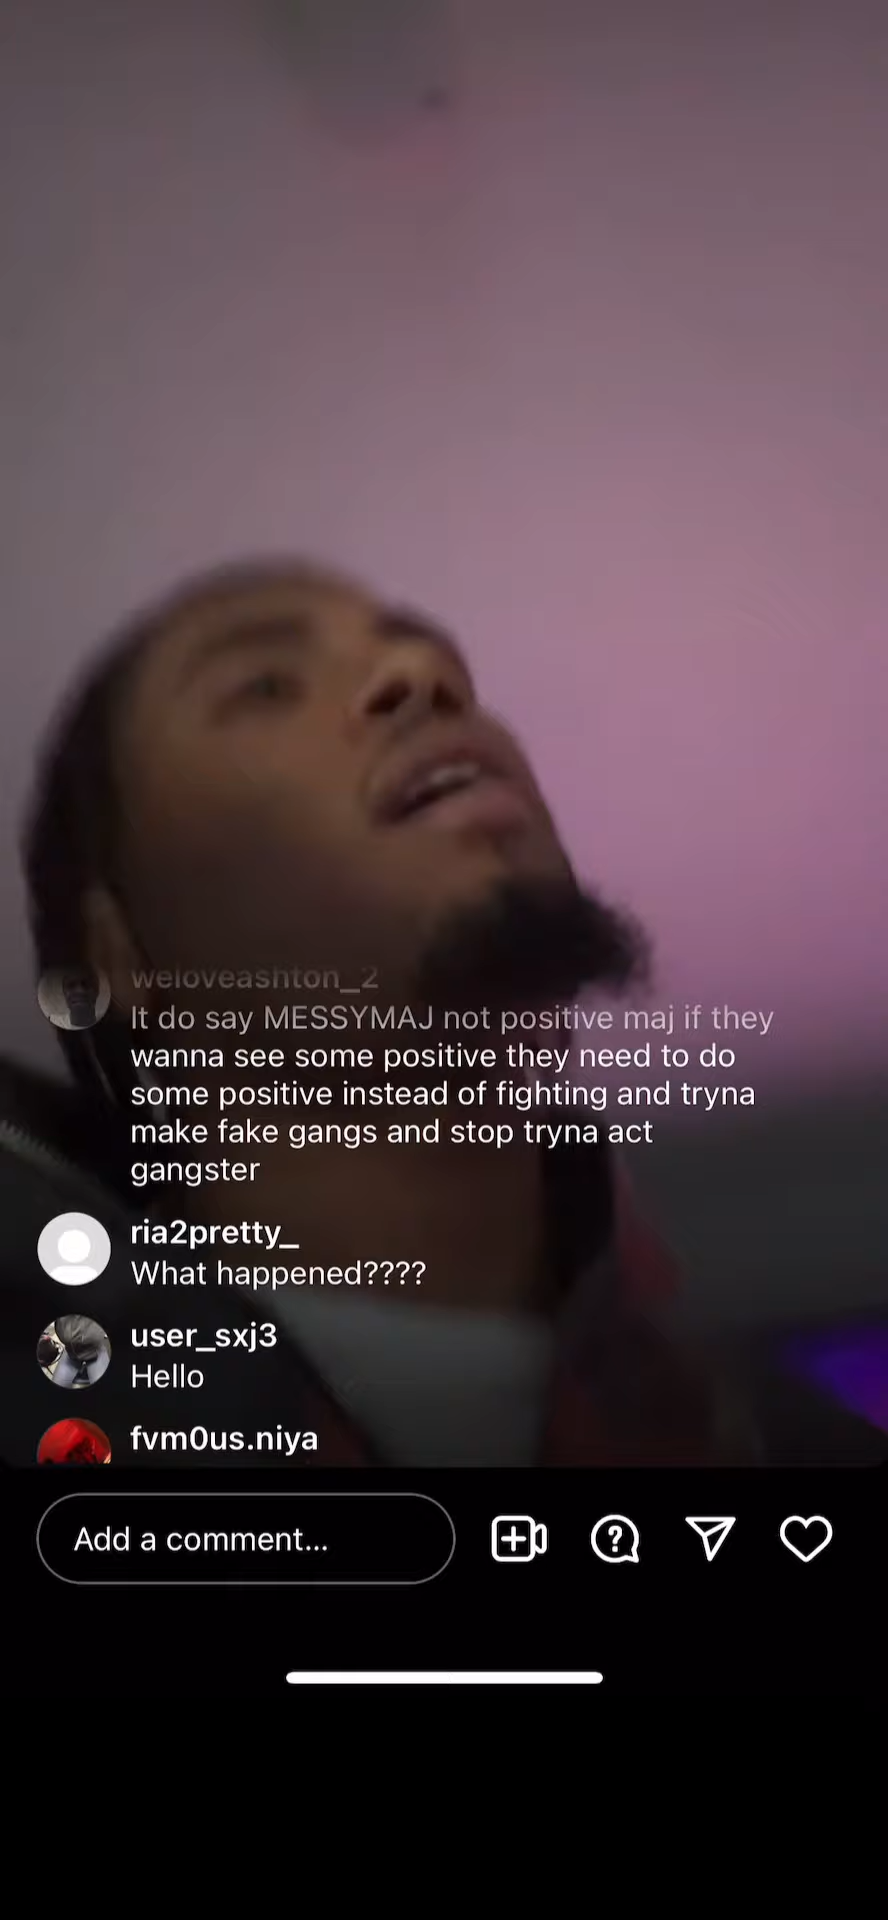 weloveashton_2
It do say MESSYMAJ not positive maj if they
wanna see some positive they need to do
some positive instead of fighting and tryna
make fake gangs and stop tryna act
gangster
ria2pretty_
What happened????
user_sxj3
Hello
fvm0us.niya
Add a comment...